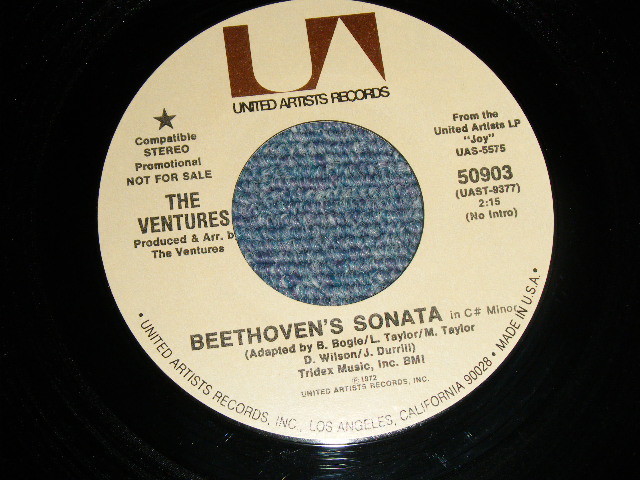 UA
UNITED ARTISTS RECORDS
★
Compatible
STEREO
Promotional
NOT FOR SALE
THE
VENTURES
Produced & Arr. by
The Ventures
From the
United Artists LP
"Joy"
UAS-5575
50903
(UAST-9377)
2:15
(No Intro)
BEETHOVEN'S SONATA in C# Minor
(Adapted by B. Bogle/L. Taylor/M. Taylor
D. Wilson/J. Durrill)
Tridex Music, Inc. BMI
℗ 1972
UNITED ARTISTS RECORDS, INC.
• UNITED ARTISTS RECORDS, INC., LOS ANGELES, CALIFORNIA 90028 • MADE IN U.S.A. •